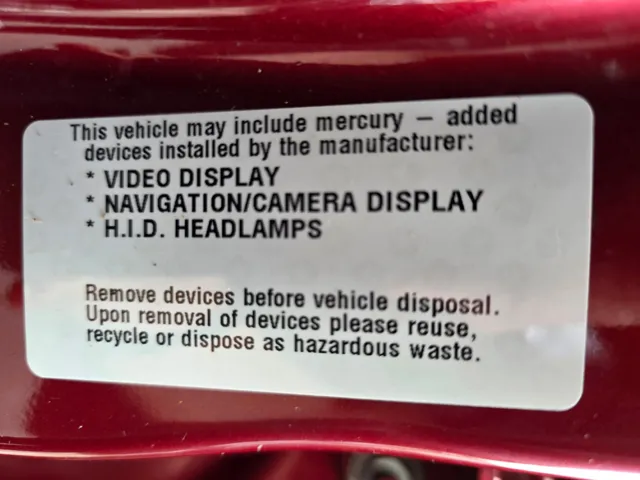 This vehicle may include mercury – added
devices installed by the manufacturer:
* VIDEO DISPLAY
* NAVIGATION/CAMERA DISPLAY
* H.I.D. HEADLAMPS
Remove devices before vehicle disposal.
Upon removal of devices please reuse,
recycle or dispose as hazardous waste.